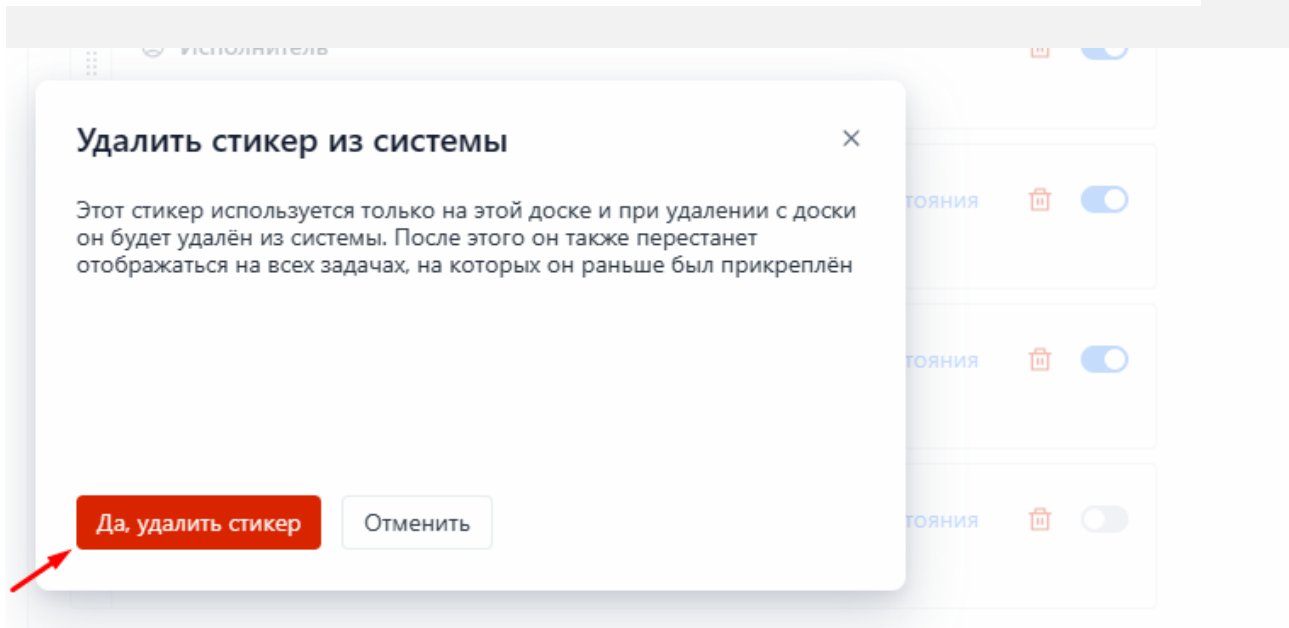 Исполнитель
Удалить стикер из системы
Этот стикер используется только на этой доске и при удалении с доски
он будет удалён из системы. После этого он также перестанет
отображаться на всех задачах, на которых он раньше был прикреплён
тояния
тояния
Да, удалить стикер
Отменить
тояния